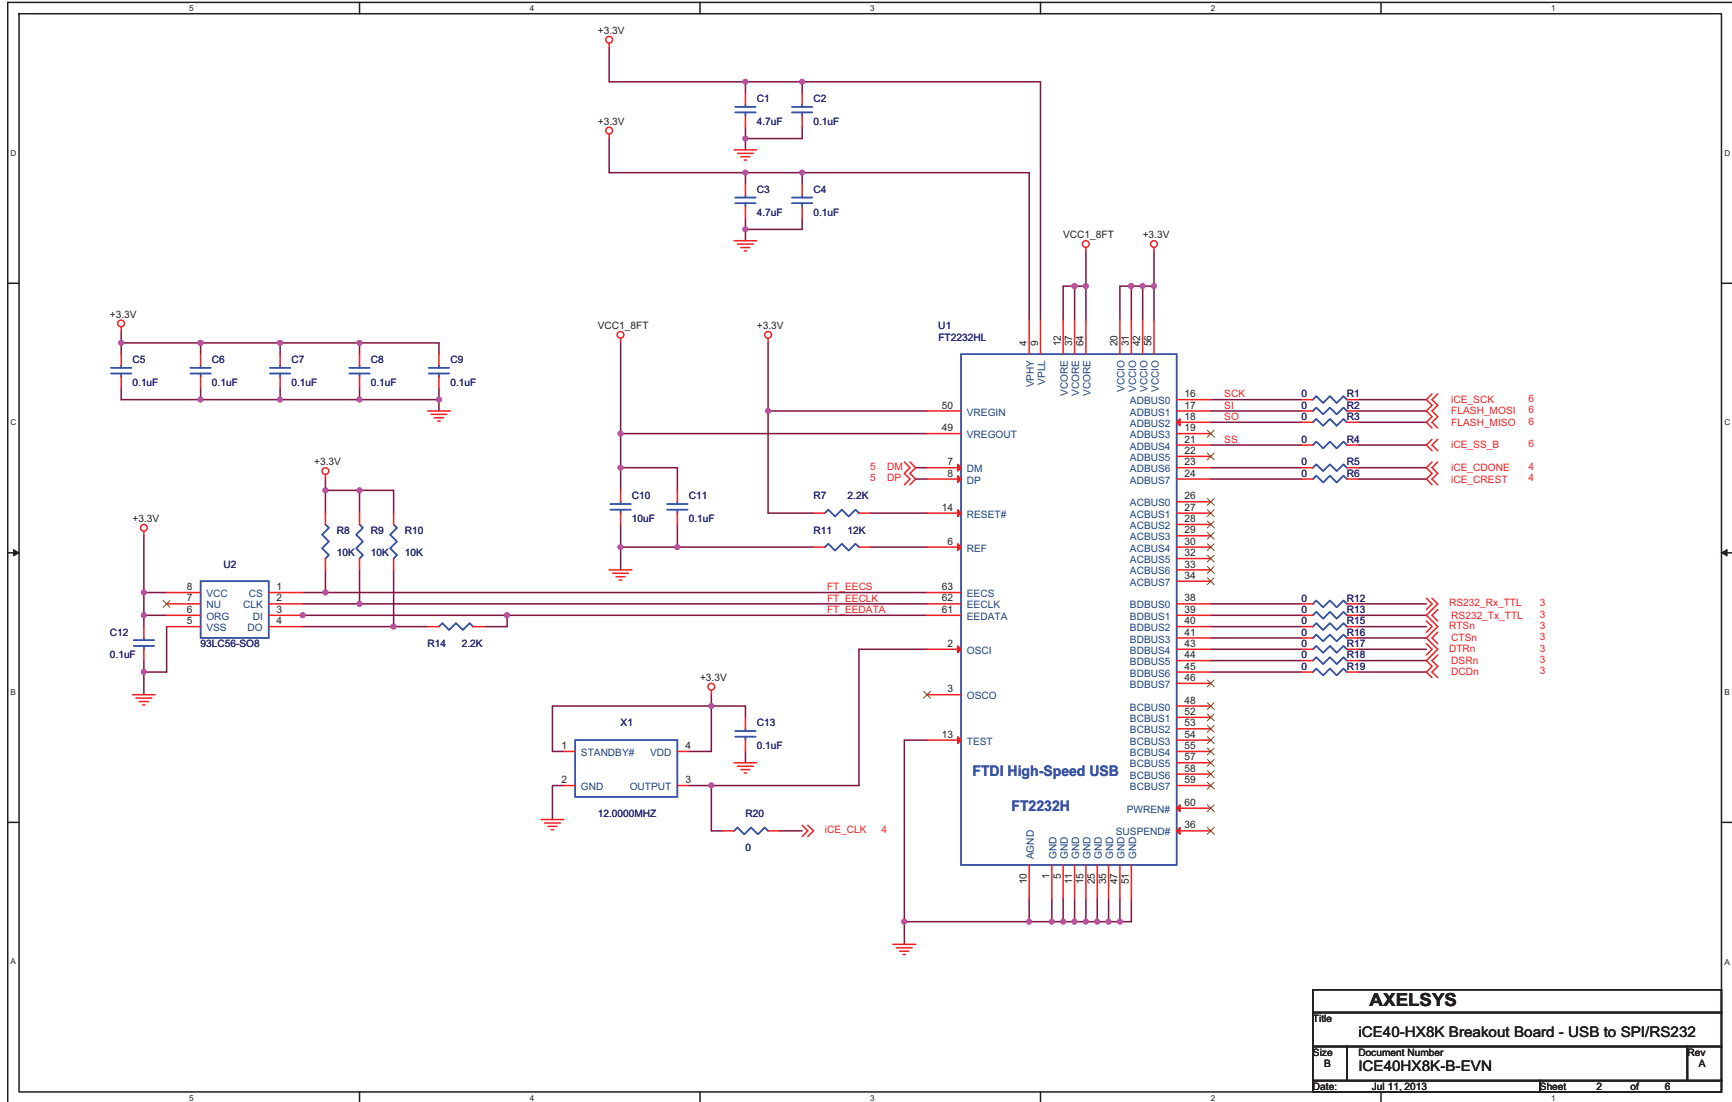 5 4 3 2 1
D D
C C
B B
A A
+3.3V
C1 C2
4.7uF 0.1uF
+3.3V
C3 C4
4.7uF 0.1uF
VCC1_8FT +3.3V
+3.3V
C5 C6 C7 C8 C9
0.1uF 0.1uF 0.1uF 0.1uF 0.1uF
VCC1_8FT +3.3V
C10 C11
10uF 0.1uF
R7 2.2K
R11 12K
5 DM
5 DP
U1
FT2232HL
4 9 12 37 64 20 31 42 56
VPHY VPLL VCORE VCORE VCORE VCCIO VCCIO VCCIO VCCIO
50 VREGIN
49 VREGOUT
7 DM
8 DP
14 RESET#
6 REF
63 EECS
62 EECLK
61 EEDATA
2 OSCI
3 OSCO
13 TEST
FTDI High-Speed USB
FT2232H
AGND GND GND GND GND GND GND GND GND
10 1 5 11 15 25 35 47 51
ADBUS0 16 SCK 0 R1 iCE_SCK 6
ADBUS1 17 SI 0 R2 FLASH_MOSI 6
ADBUS2 18 SO 0 R3 FLASH_MISO 6
ADBUS3 19
ADBUS4 21 SS 0 R4 iCE_SS_B 6
ADBUS5 22
ADBUS6 23 0 R5 iCE_CDONE 4
ADBUS7 24 0 R6 iCE_CREST 4
ACBUS0 26
ACBUS1 27
ACBUS2 28
ACBUS3 29
ACBUS4 30
ACBUS5 32
ACBUS6 33
ACBUS7 34
BDBUS0 38 0 R12 RS232_Rx_TTL 3
BDBUS1 39 0 R13 RS232_Tx_TTL 3
BDBUS2 40 0 R15 RTSn 3
BDBUS3 41 0 R16 CTSn 3
BDBUS4 43 0 R17 DTRn 3
BDBUS5 44 0 R18 DSRn 3
BDBUS6 45 0 R19 DCDn 3
BDBUS7 46
BCBUS0 48
BCBUS1 52
BCBUS2 53
BCBUS3 54
BCBUS4 55
BCBUS5 57
BCBUS6 58
BCBUS7 59
PWREN# 60
SUSPEND# 36
+3.3V
R8 R9 R10
10K 10K 10K
+3.3V
U2
8 VCC CS 1
7 NU CLK 2
6 ORG DI 3
5 VSS DO 4
93LC56-SO8
C12
0.1uF
R14 2.2K
FT_EECS
FT_EECLK
FT_EEDATA
+3.3V
X1
1 STANDBY# VDD 4
2 GND OUTPUT 3
12.0000MHZ
C13
0.1uF
R20
0
iCE_CLK 4
AXELSYS
Title
iCE40-HX8K Breakout Board - USB to SPI/RS232
Size Document Number Rev
B ICE40HX8K-B-EVN A
Date: Jul 11, 2013 Sheet 2 of 6
5 4 3 2 1